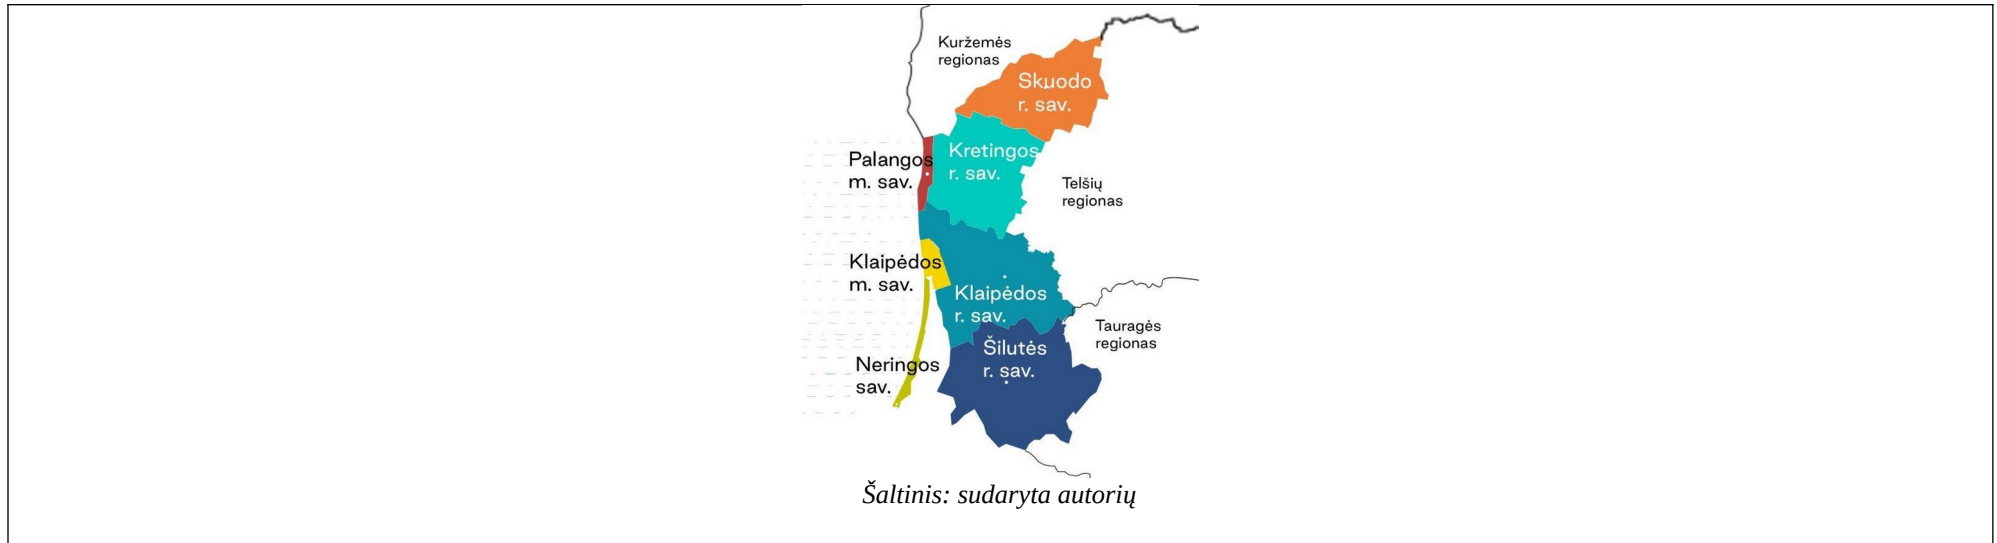 Kuržemės
regionas
Skuodo
r. sav.
Palangos
m. sav.
Kretingos
r. sav.
Telšių
regionas
Klaipėdos
m. sav.
Klaipėdos
r. sav.
Tauragės
regionas
Neringos
sav.
Šilutės
r. sav.
Šaltinis: sudaryta autorių